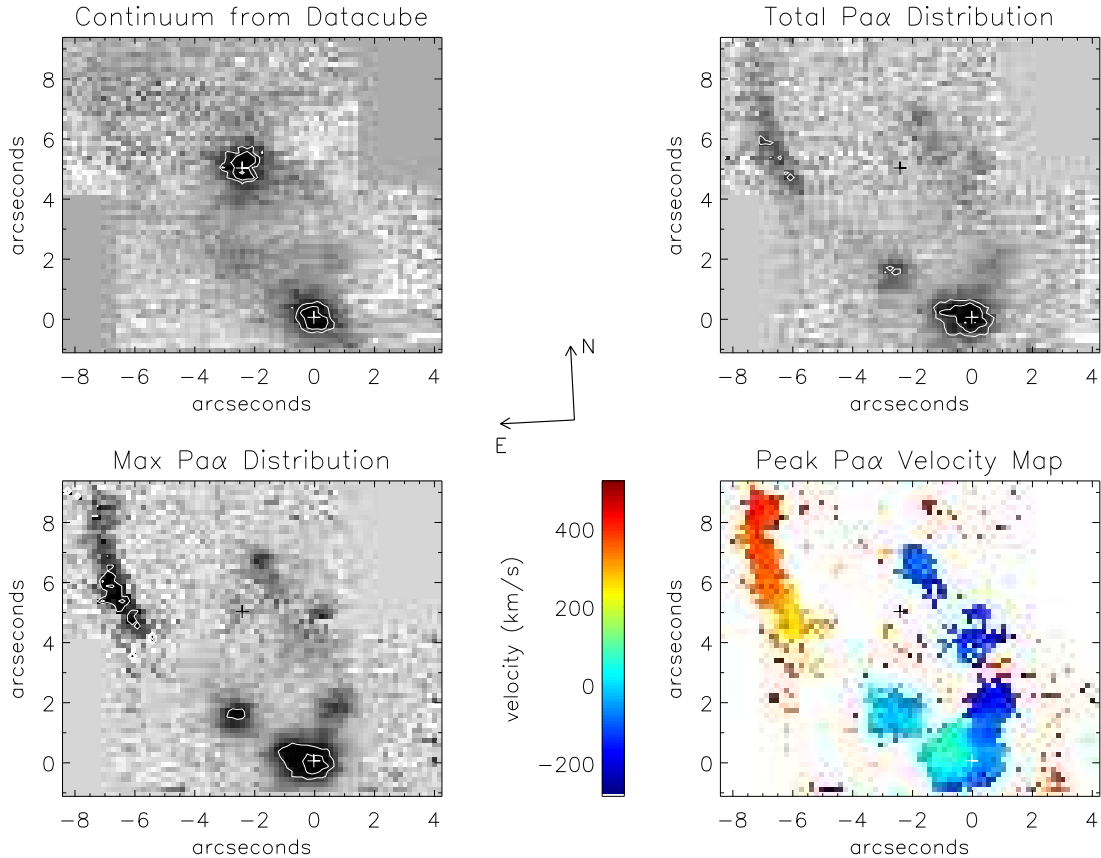 Continuum from Datacube
Total Paα Distribution
arcseconds
8
6
4
2
0
−8 −6 −4 −2 0 2 4
arcseconds
arcseconds
8
6
4
2
0
−8 −6 −4 −2 0 2 4
arcseconds
N
E
Max Paα Distribution
Peak Paα Velocity Map
arcseconds
8
6
4
2
0
−8 −6 −4 −2 0 2 4
arcseconds
velocity (km/s)
400
200
0
−200
arcseconds
8
6
4
2
0
−8 −6 −4 −2 0 2 4
arcseconds